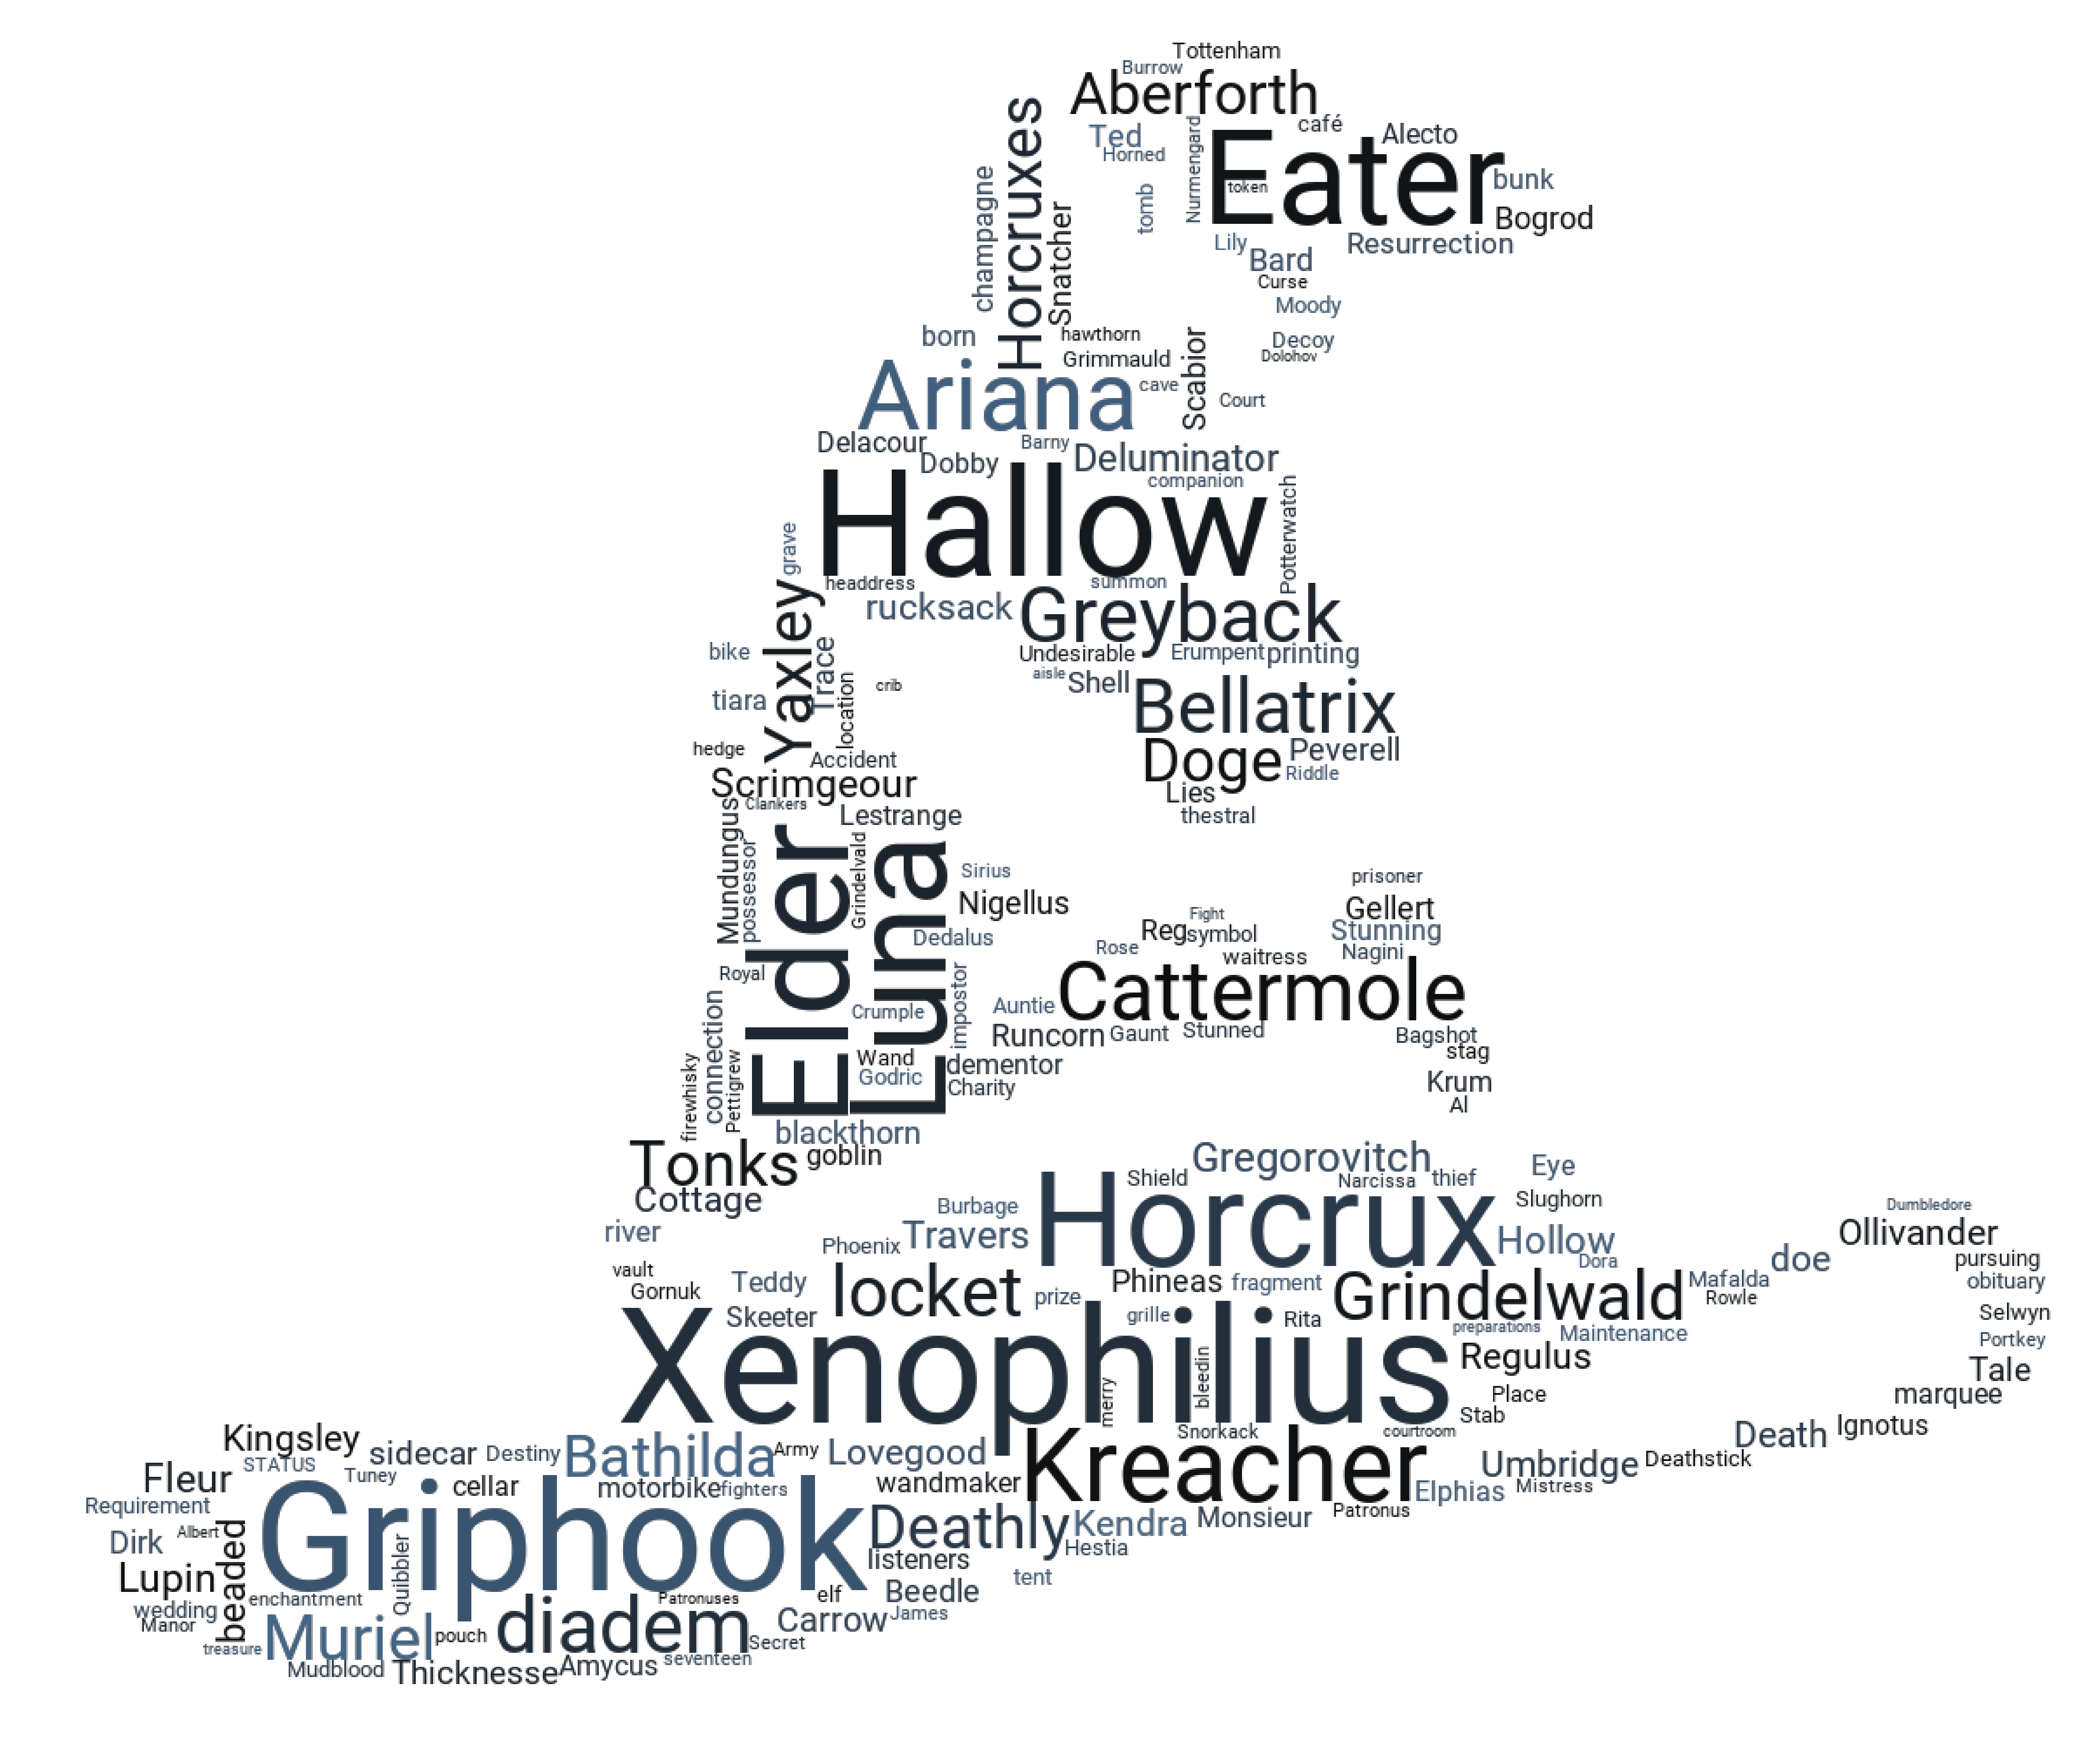 Tottenham
Burrow
Aberforth
Horcruxes
Ted
Horned
Nurmengard
café
Alecto
Eater
token
bunk
Bogrod
champagne
Snatcher
tomb
Lily
Resurrection
Bard
Curse
Moody
born
hawthorn
Grimmauld
Scabior
Decoy
Dolohov
Ariana
cave
Court
Delacour
Barny
Dobby
Deluminator
companion
Hallow
Potterwatch
grave
headdress
summon
Yaxley
rucksack
Greyback
bike
Trace
Undesirable
Erumpent
printing
aisle
Shell
tiara
location
crib
Bellatrix
hedge
Accident
Doge
Peverell
Riddle
Scrimgeour
Lies
Clankers
Lestrange
thestral
Mundungus
possessor
Elder
Grindelvald
Luna
Sirius
prisoner
Nigellus
Gellert
Fight
Reg
symbol
Stunning
Dedalus
Rose
waitress
Nagini
Royal
Cattermole
connection
Crumple
impostor
Auntie
Runcorn
Gaunt
Stunned
Bagshot
stag
firewhisky
Pettigrew
Wand
dementor
Godric
Charity
Krum
Al
blackthorn
Tonks
goblin
Gregorovitch
Eye
Shield
Narcissa
thief
Cottage
Horcrux
Slughorn
Burbage
Dumbledore
river
Phoenix
Travers
Hollow
Ollivander
Dora
doe
pursuing
vault
Gornuk
Teddy
locket
prize
Phineas
fragment
Grindelwald
Mafalda
Rowle
obituary
Skeeter
grille
Rita
preparations
Maintenance
Selwyn
Portkey
Xenophilius
merry
bleedin
Regulus
Tale
Place
marquee
Stab
Kingsley
sidecar
Destiny
Bathilda
Army
Lovegood
Snorkack
courtroom
Death
Ignotus
STATUS
Fleur
Tuney
cellar
motorbike
fighters
wandmaker
Kreacher
Umbridge
Deathstick
Elphias
Mistress
Requirement
Griphook
Deathly
Kendra
Monsieur
Patronus
Dirk
Albert
Hestia
Lupin
beaded
Quibbler
listeners
tent
enchantment
Patronuses
elf
Beedle
wedding
Manor
Muriel
pouch
diadem
Carrow
James
treasure
Secret
Mudblood
Thicknesse
Amycus
seventeen